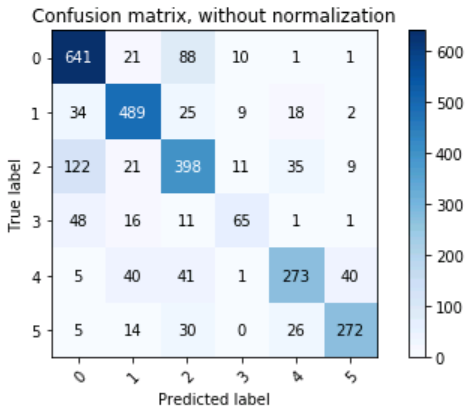 Confusion matrix, without normalization
0 641 21 88 10 1 1
1 34 489 25 9 18 2
2 122 21 398 11 35 9
3 48 16 11 65 1 1
4 5 40 41 1 273 40
5 5 14 30 0 26 272
0 1 2 3 4 5
True label
Predicted label
600
500
400
300
200
100
0